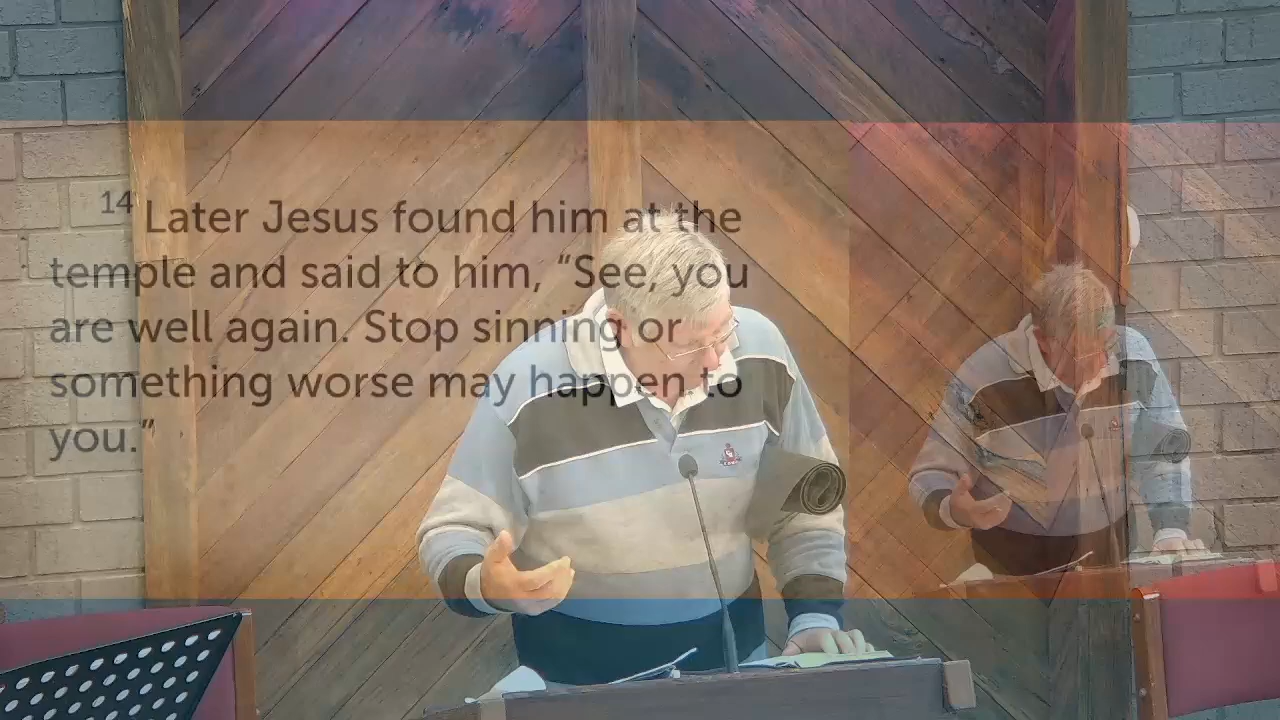 14 Later Jesus found him at the
temple and said to him, “See, you
are well again. Stop sinning or
something worse may happen to
you.”